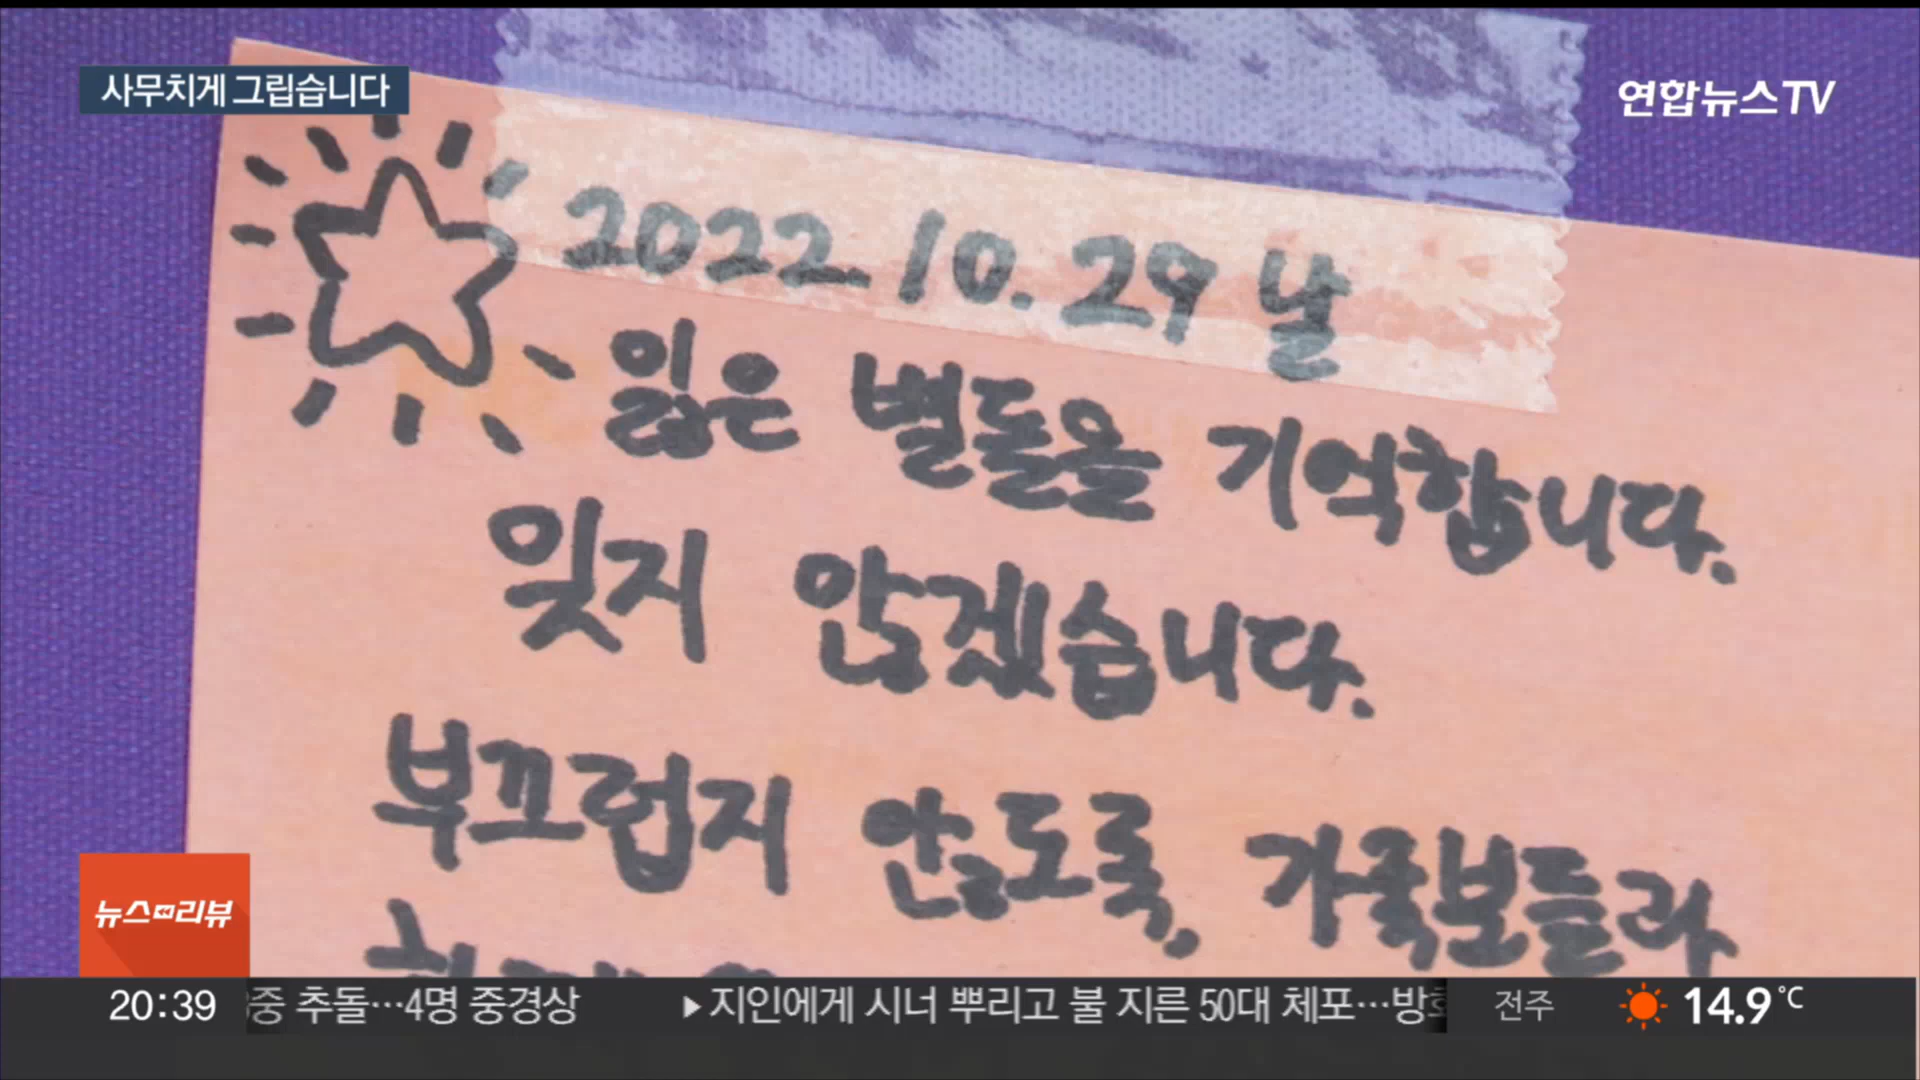 사무치게 그립습니다
연합뉴스TV
2022 10. 29 날
잃은 별들을 기억합니다.
잊지 않겠습니다.
부끄럽지 않도록, 가족분들과
뉴스리뷰
20:39 중 추돌…4명 중경상 ▶지인에게 시너 뿌리고 불 지른 50대 체포…방화 전주 14.9℃